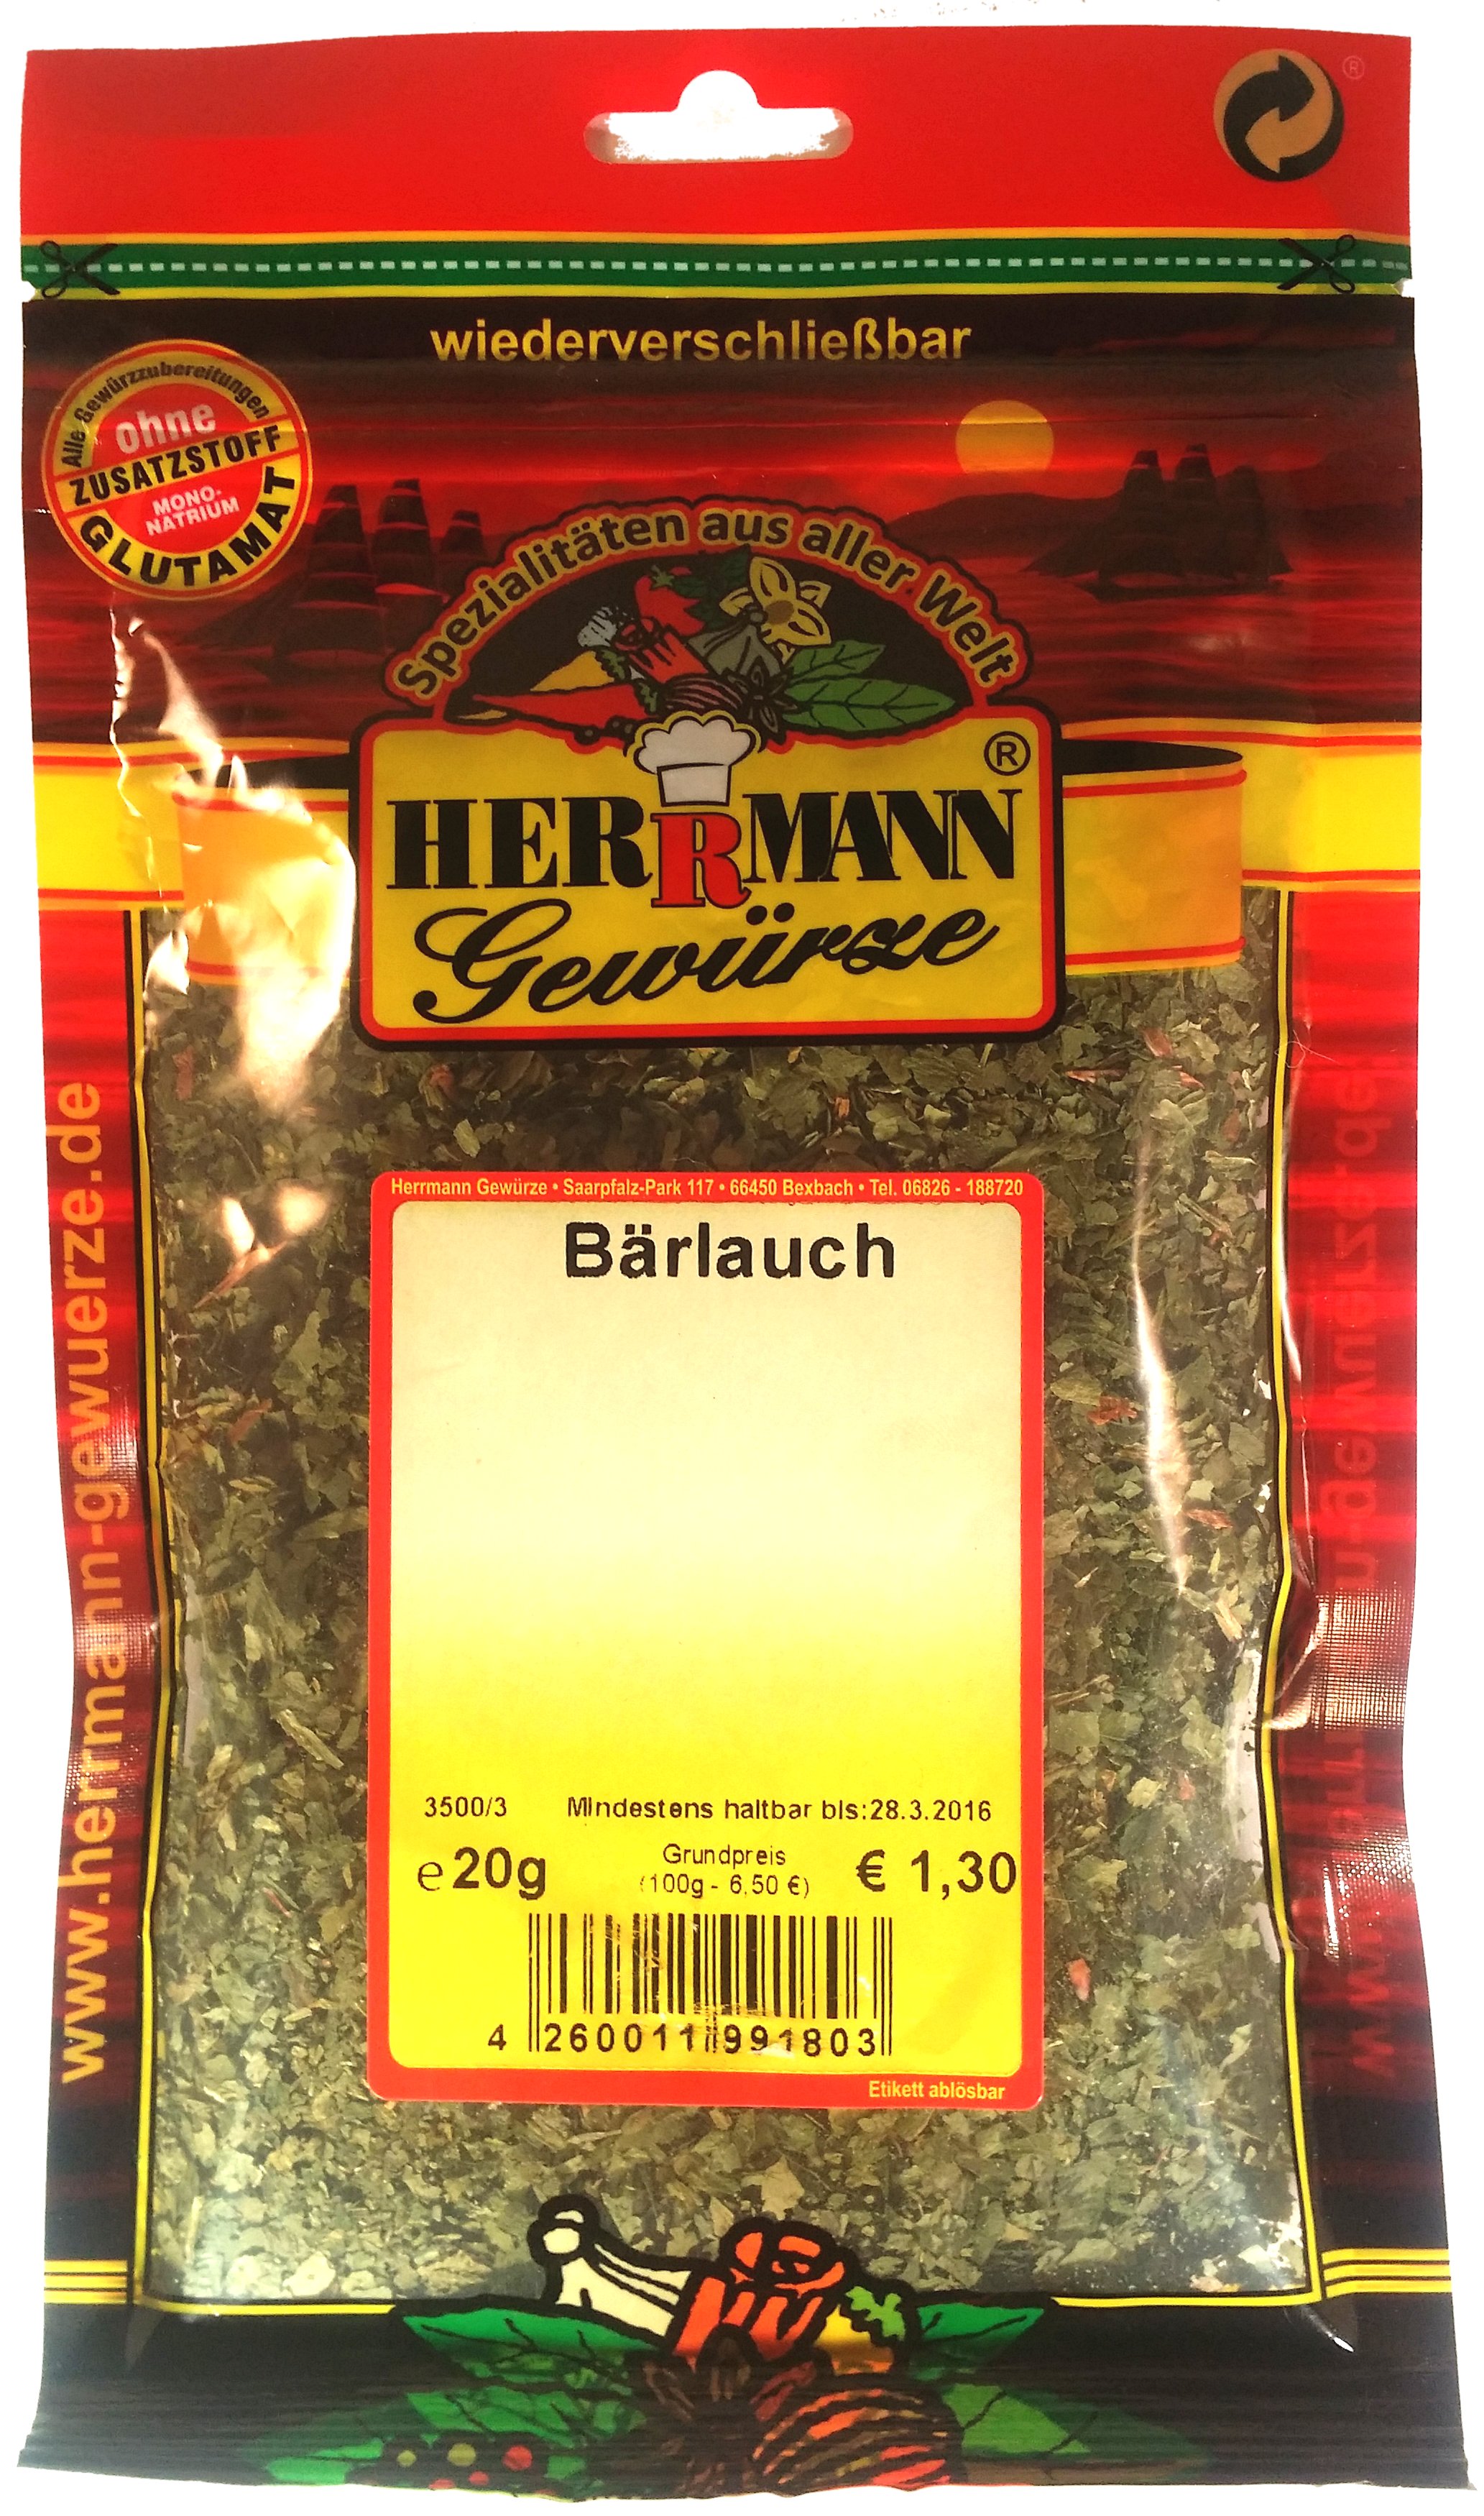 ®
wiederverschließbar
Alle Gewürzzubereitungen
ohne
ZUSATZSTOFF
MONO-
NATRIUM
GLUTAMAT
Spezialitäten aus aller Welt
®
HERRMANN
Gewürze
www.herrmann-gewuerze.de
Herrmann Gewürze • Saarpfalz-Park 117 • 66450 Bexbach • Tel. 06826 - 188720
Bärlauch
3500/3 Mindestens haltbar bis:28.3.2016
e 20g Grundpreis € 1,30
(100g - 6,50 €)
4 260011 991803
Etikett ablösbar